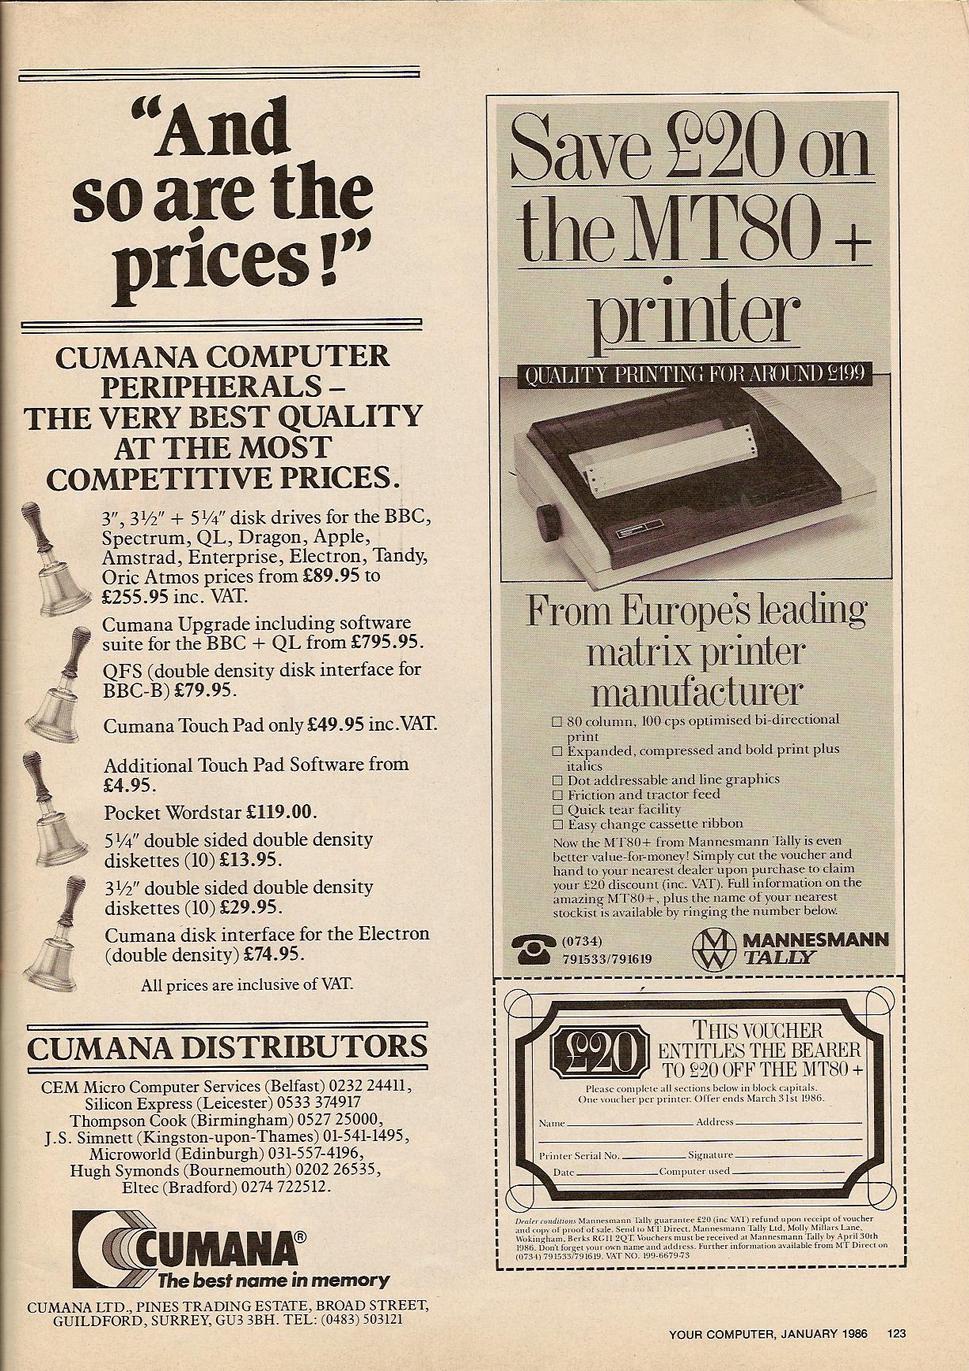 “And
so are the
prices!”
CUMANA COMPUTER
PERIPHERALS –
THE VERY BEST QUALITY
AT THE MOST
COMPETITIVE PRICES.
3″, 3½″ + 5¼″ disk drives for the BBC,
Spectrum, QL, Dragon, Apple,
Amstrad, Enterprise, Electron, Tandy,
Oric Atmos prices from £89.95 to
£255.95 inc. VAT.
Cumana Upgrade including software
suite for the BBC + QL from £795.95.
QFS (double density disk interface for
BBC-B) £79.95.
Cumana Touch Pad only £49.95 inc.VAT.
Additional Touch Pad Software from
£4.95.
Pocket Wordstar £119.00.
5¼″ double sided double density
diskettes (10) £13.95.
3½″ double sided double density
diskettes (10) £29.95.
Cumana disk interface for the Electron
(double density) £74.95.
All prices are inclusive of VAT.
CUMANA DISTRIBUTORS
CEM Micro Computer Services (Belfast) 0232 24411,
Silicon Express (Leicester) 0533 374917
Thompson Cook (Birmingham) 0527 25000,
J.S. Simnett (Kingston-upon-Thames) 01-541-1495,
Microworld (Edinburgh) 031-557-4196,
Hugh Symonds (Bournemouth) 0202 26535,
Eltec (Bradford) 0274 722512.
CUMANA®
The best name in memory
CUMANA LTD., PINES TRADING ESTATE, BROAD STREET,
GUILDFORD, SURREY, GU3 3BH. TEL: (0483) 503121
Save £20 on
the MT80 +
printer
QUALITY PRINTING FOR AROUND £199
From Europe's leading
matrix printer
manufacturer
☐ 80 column, 100 cps optimised bi-directional
print
☐ Expanded, compressed and bold print plus
italics
☐ Dot addressable and line graphics
☐ Friction and tractor feed
☐ Quick tear facility
☐ Easy change cassette ribbon
Now the MT80+ from Mannesmann Tally is even
better value-for-money! Simply cut the voucher and
hand to your nearest dealer upon purchase to claim
your £20 discount (inc. VAT). Full information on the
amazing MT80+, plus the name of your nearest
stockist is available by ringing the number below.
(0734)
791533/791619
MANNESMANN
TALLY
£20
THIS VOUCHER
ENTITLES THE BEARER
TO £20 OFF THE MT80 +
Please complete all sections below in block capitals.
One voucher per printer. Offer ends March 31st 1986.
Name Address
Printer Serial No. Signature
Date Computer used
Dealer conditions Mannesmann Tally guarantee £20 (inc VAT) refund upon receipt of voucher
and copy of proof of sale. Send to MT Direct, Mannesmann Tally Ltd, Molly Millars Lane,
Wokingham, Berks RG11 2QT. Vouchers must be received at Mannesmann Tally by April 30th
1986. Don't forget your own name and address. Further information available from MT Direct on
(0734) 791533/791619. VAT NO. 199-6679-73
YOUR COMPUTER, JANUARY 1986 123